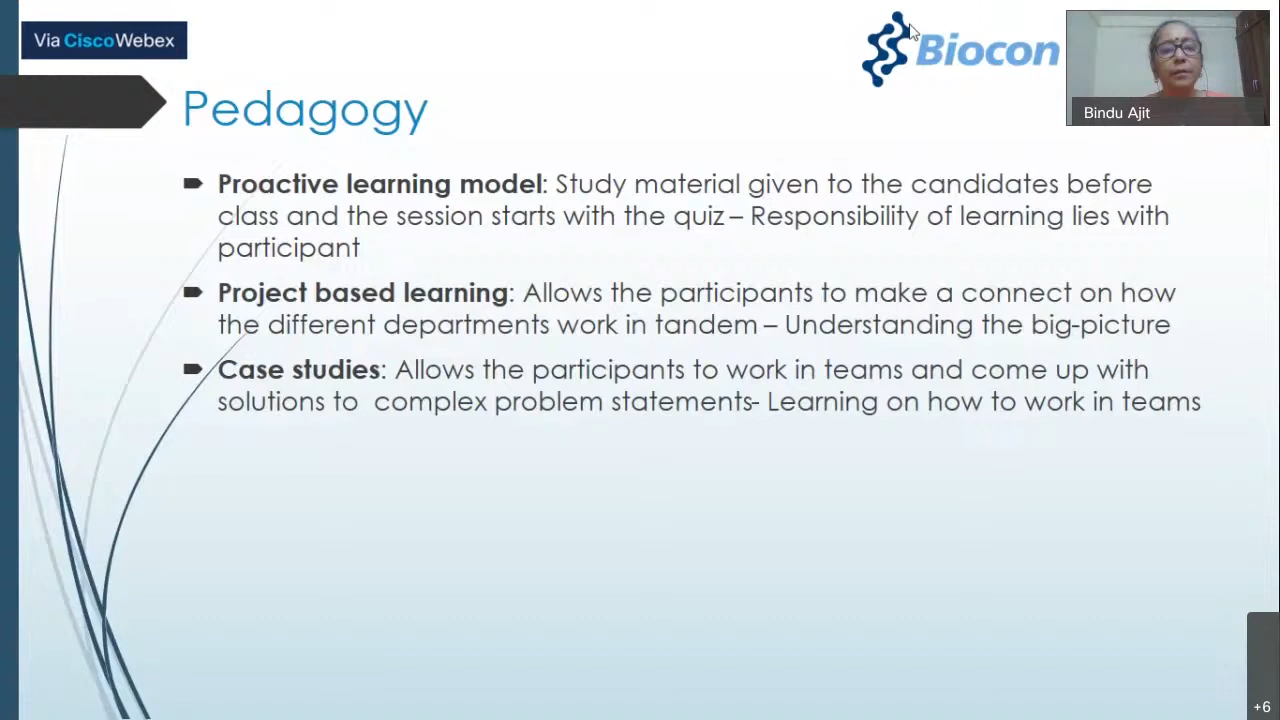 Via CiscoWebex
Biocon
Bindu Ajit
Pedagogy
Proactive learning model: Study material given to the candidates before
class and the session starts with the quiz – Responsibility of learning lies with
participant
Project based learning: Allows the participants to make a connect on how
the different departments work in tandem – Understanding the big-picture
Case studies: Allows the participants to work in teams and come up with
solutions to  complex problem statements- Learning on how to work in teams
+6